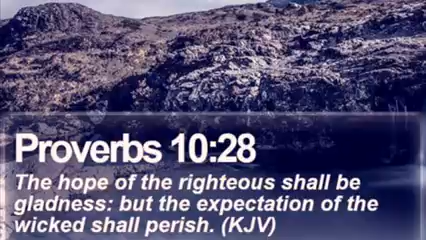 Proverbs 10:28
The hope of the righteous shall be
gladness: but the expectation of the
wicked shall perish. (KJV)